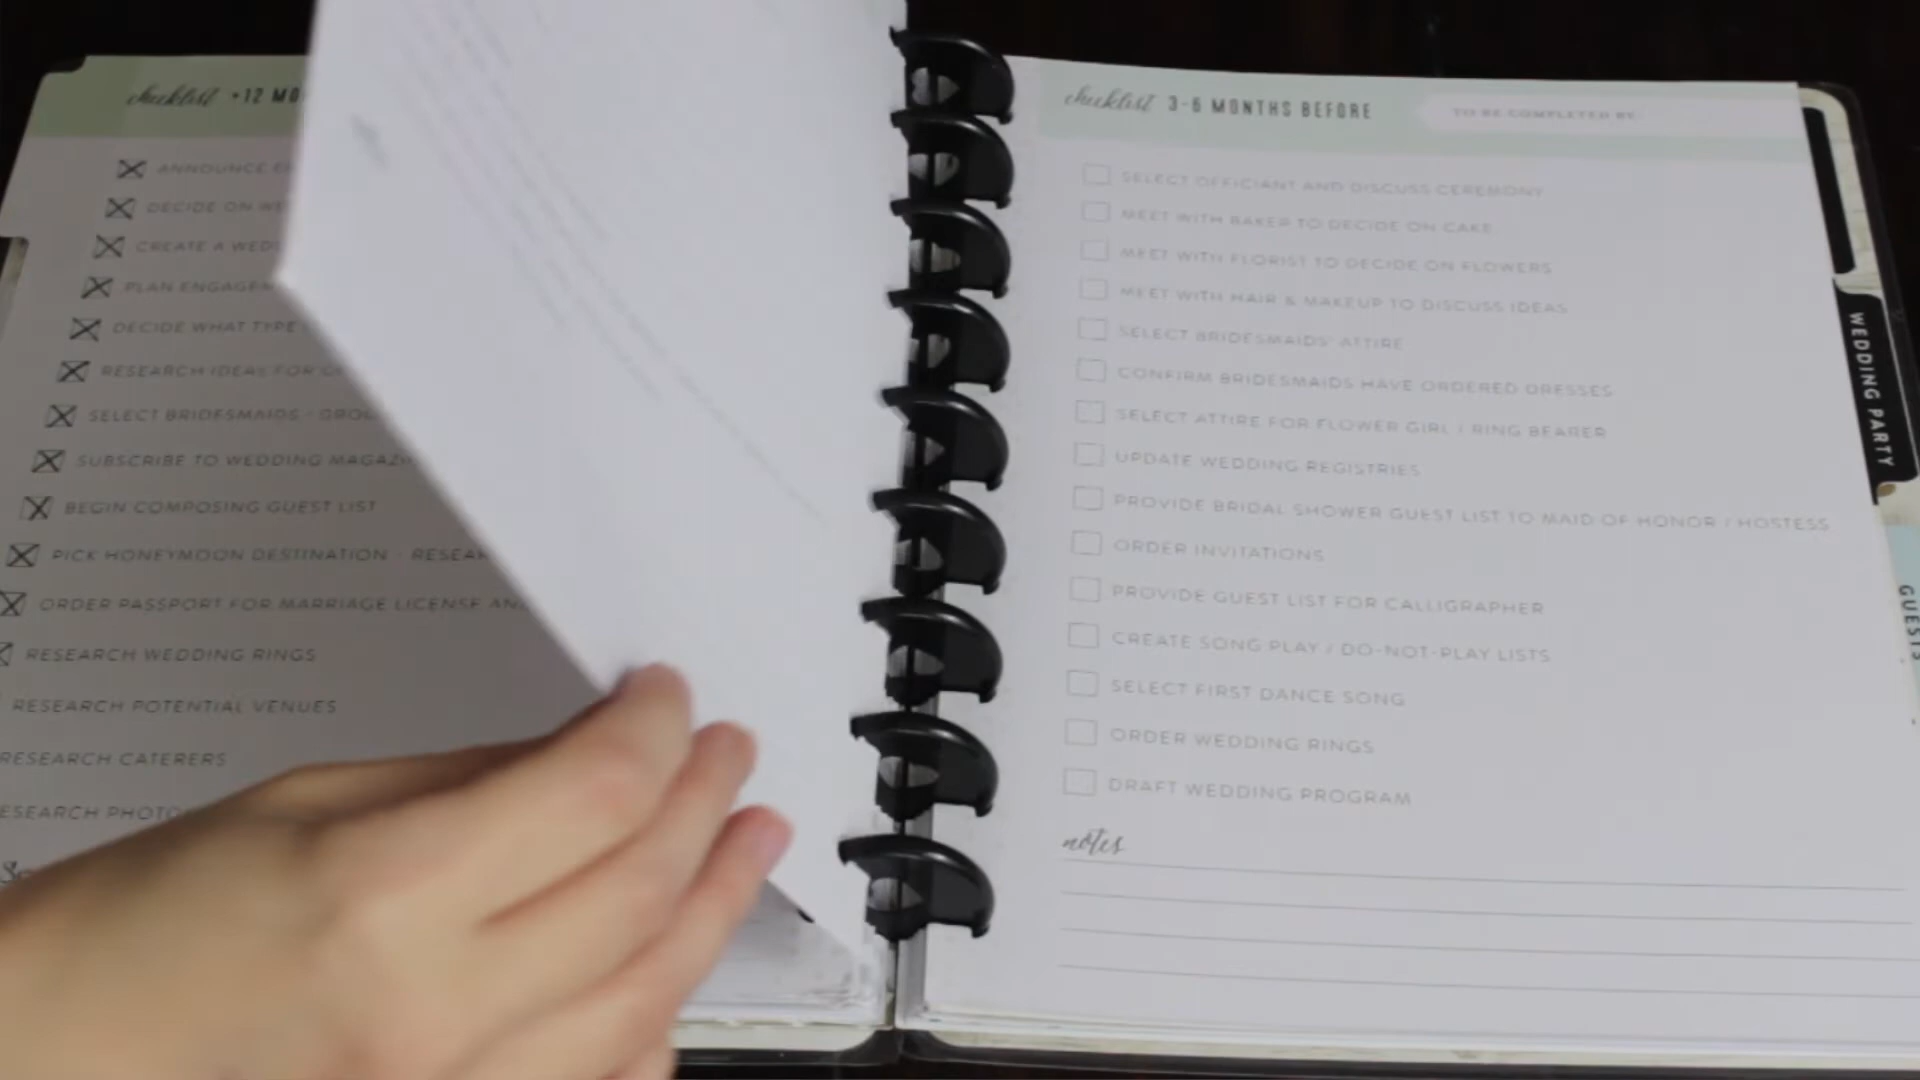 checklist +12 MO
ANNOUNCE
DECIDE ON
CREATE A
PLAN
DECIDE WHAT TYPE
RESEARCH IDEAS FOR
SELECT BRIDESMAIDS -
SUBSCRIBE TO WEDDING
BEGIN COMPOSING GUEST LIST
PICK HONEYMOON DESTINATION -
ORDER PASSPORT FOR MARRIAGE LICENSE
RESEARCH WEDDING RINGS
RESEARCH POTENTIAL VENUES
RESEARCH CATERERS
checklist 3-6 MONTHS BEFORE
TO BE COMPLETED BY:
SELECT OFFICIANT AND DISCUSS CEREMONY
MEET WITH BAKER TO DECIDE ON CAKE
MEET WITH FLORIST TO DECIDE ON FLOWERS
MEET WITH HAIR & MAKEUP TO DISCUSS IDEAS
SELECT BRIDESMAIDS' ATTIRE
CONFIRM BRIDESMAIDS HAVE ORDERED DRESSES
SELECT ATTIRE FOR FLOWER GIRL / RING BEARER
UPDATE WEDDING REGISTRIES
PROVIDE BRIDAL SHOWER GUEST LIST TO MAID OF HONOR / HOSTESS
ORDER INVITATIONS
PROVIDE GUEST LIST FOR CALLIGRAPHER
CREATE SONG PLAY / DO-NOT-PLAY LISTS
SELECT FIRST DANCE SONG
ORDER WEDDING RINGS
DRAFT WEDDING PROGRAM
notes
WEDDING PARTY
GUESTS